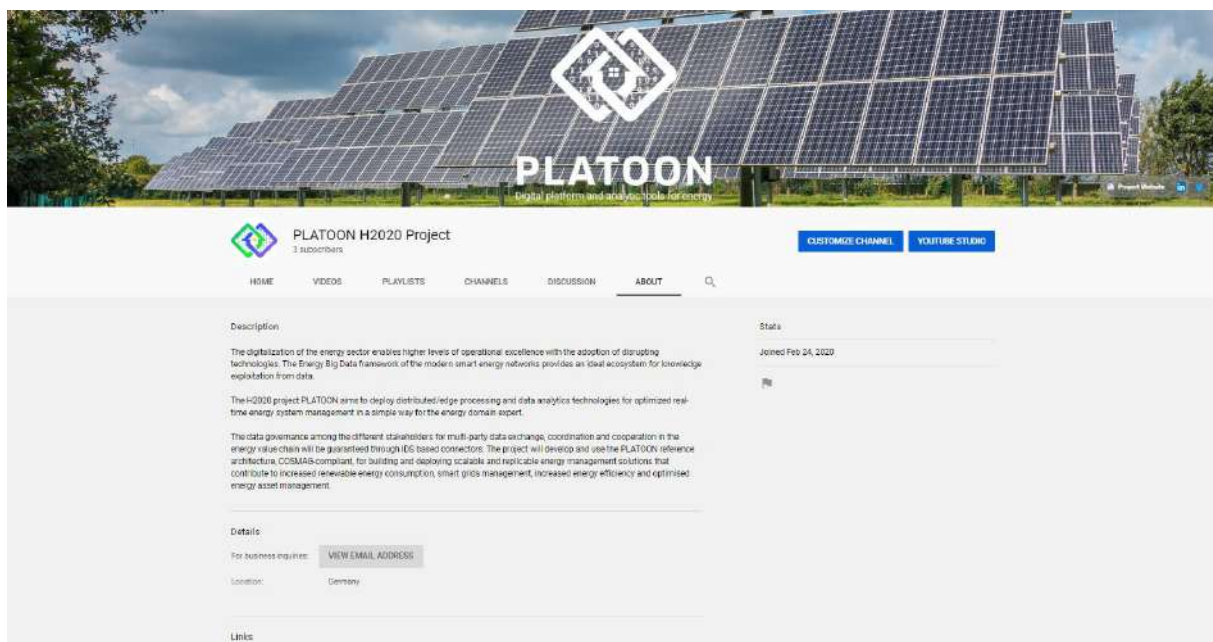 PLATOON
Digital platform and analytic tools for energy
Project Website
in
PLATOON H2020 Project
3 subscribers
CUSTOMIZE CHANNEL
YOUTUBE STUDIO
HOME VIDEOS PLAYLISTS CHANNELS DISCUSSION ABOUT
Description
Stats
The digitalization of the energy sector enables higher levels of operational excellence with the adoption of disrupting
technologies. The Energy Big Data framework of the modern smart energy networks provides an ideal ecosystem for knowledge
exploitation from data.
Joined Feb 24, 2020
The H2020 project PLATOON aims to deploy distributed/edge processing and data analytics technologies for optimized real-
time energy system management in a simple way for the energy domain expert.
The data governance among the different stakeholders for multi-party data exchange, coordination and cooperation in the
energy value chain will be guaranteed through IDS based connectors. The project will develop and use the PLATOON reference
architecture, COSMAG-compliant, for building and deploying scalable and replicable energy management solutions that
contribute to increased renewable energy consumption, smart grids management, increased energy efficiency and optimised
energy asset management.
Details
For business inquiries: VIEW EMAIL ADDRESS
Location: Germany
Links